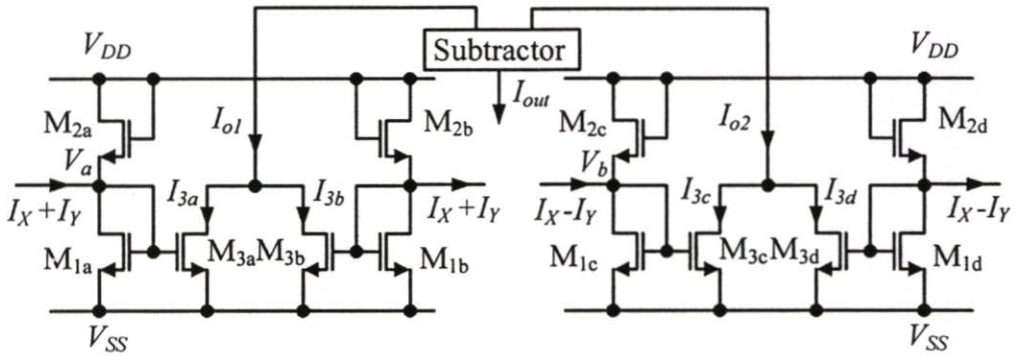 Subtractor
V_DD
V_DD
I_out
M_2a
I_o1
M_2b
M_2c
I_o2
M_2d
V_a
V_b
I_3a
I_3b
I_3c
I_3d
I_X+I_Y
I_X+I_Y
I_X-I_Y
I_X-I_Y
M_1a
M_3a
M_3b
M_1b
M_1c
M_3c
M_3d
M_1d
V_SS
V_SS